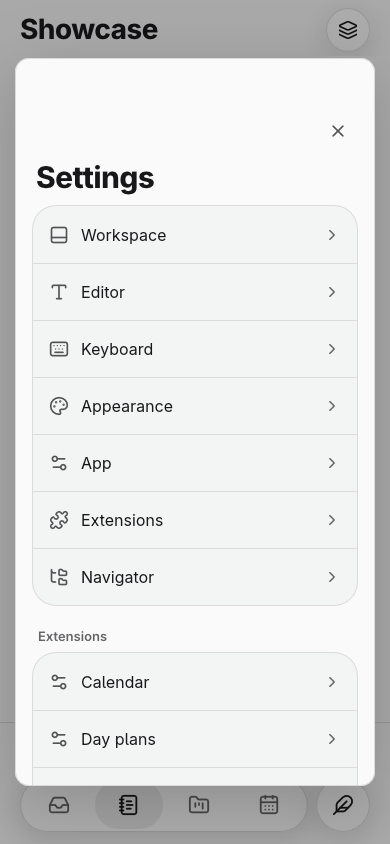 Showcase
Settings
Workspace
Editor
Keyboard
Appearance
App
Extensions
Navigator
Extensions
Calendar
Day plans